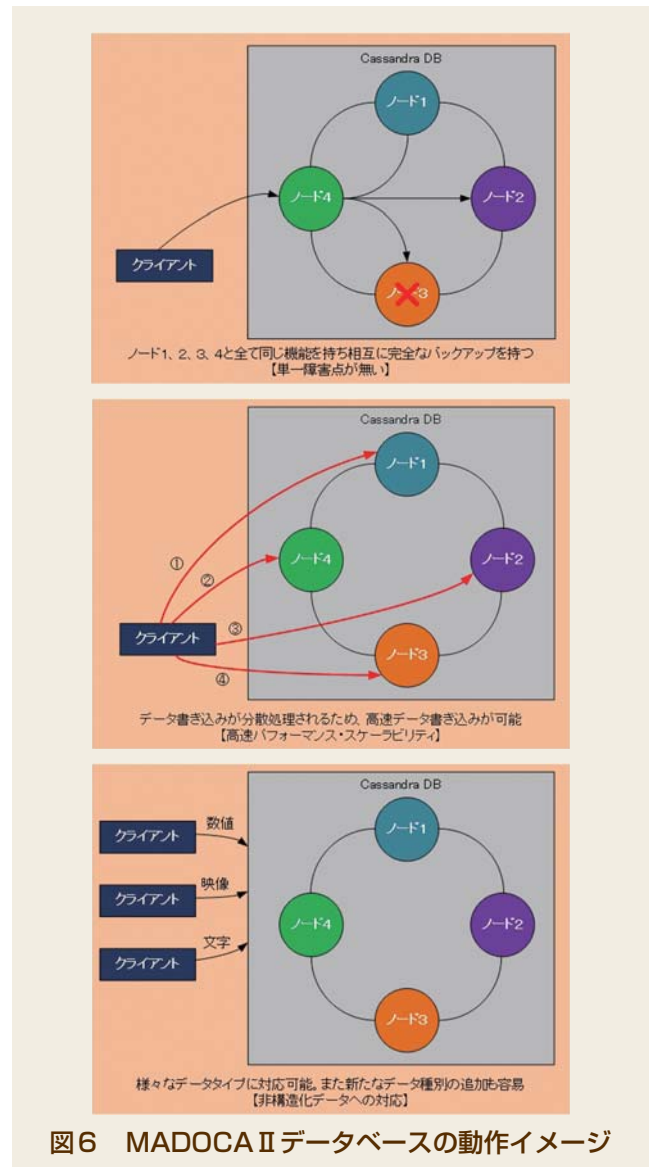 Cassandra DB
ノード1
ノード4
ノード2
クライアント
ノード3
ノード1、2、3、4と全て同じ機能を持ち相互に完全なバックアップを持つ
【単一障害点が無い】
Cassandra DB
ノード1
①
ノード4
ノード2
②
クライアント
③
ノード3
④
データ書き込みが分散処理されるため、高速データ書き込みが可能
【高速パフォーマンス・スケーラビリティ】
Cassandra DB
数値
クライアント
ノード1
映像
クライアント
ノード4
ノード2
文字
クライアント
ノード3
様々なデータタイプに対応可能。また新たなデータ種別の追加も容易
【非構造化データへの対応】
図6 MADOCAⅡデータベースの動作イメージ